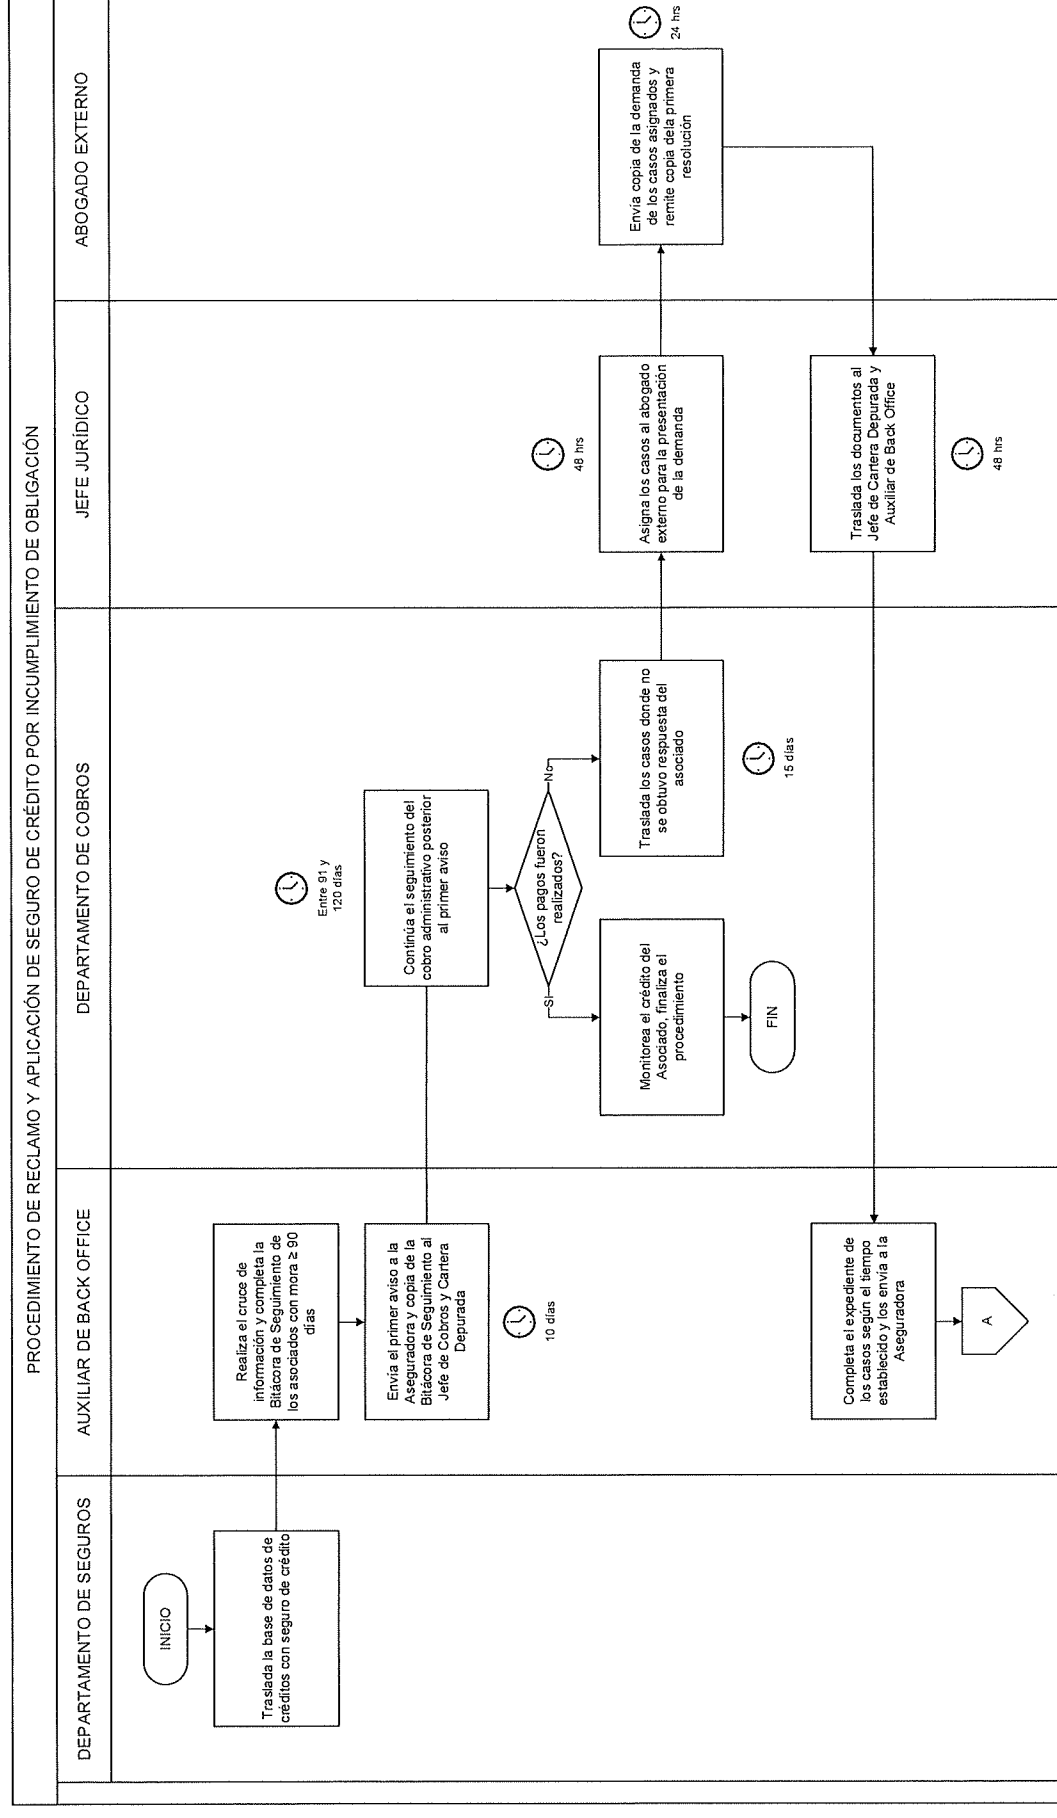 PROCEDIMIENTO DE RECLAMO Y APLICACIÓN DE SEGURO DE CRÉDITO POR INCUMPLIMIENTO DE OBLIGACIÓN
DEPARTAMENTO DE SEGUROS
AUXILIAR DE BACK OFFICE
DEPARTAMENTO DE COBROS
JEFE JURÍDICO
ABOGADO EXTERNO
INICIO
Traslada la base de datos de
créditos con seguro de crédito
Realiza el cruce de
información y completa la
Bitácora de Seguimiento de
los asociados con mora ≥ 90
días
Envía el primer aviso a la
Aseguradora y copia de la
Bitácora de Seguimiento al
Jefe de Cobros y Cartera
Depurada
10 días
Entre 91 y
120 días
Continúa el seguimiento del
cobro administrativo posterior
al primer aviso
¿Los pagos fueron
realizados?
SI
No
Monitorea el crédito del
Asociado, finaliza el
procedimiento
FIN
Traslada los casos donde no
se obtuvo respuesta del
asociado
15 días
48 hrs
Asigna los casos al abogado
externo para la presentación
de la demanda
24 hrs
Envía copia de la demanda
de los casos asignados y
remite copia dela primera
resolución
Traslada los documentos al
Jefe de Cartera Depurada y
Auxiliar de Back Office
48 hrs
Completa el expediente de
los casos según el tiempo
establecido y los envía a la
Aseguradora
A